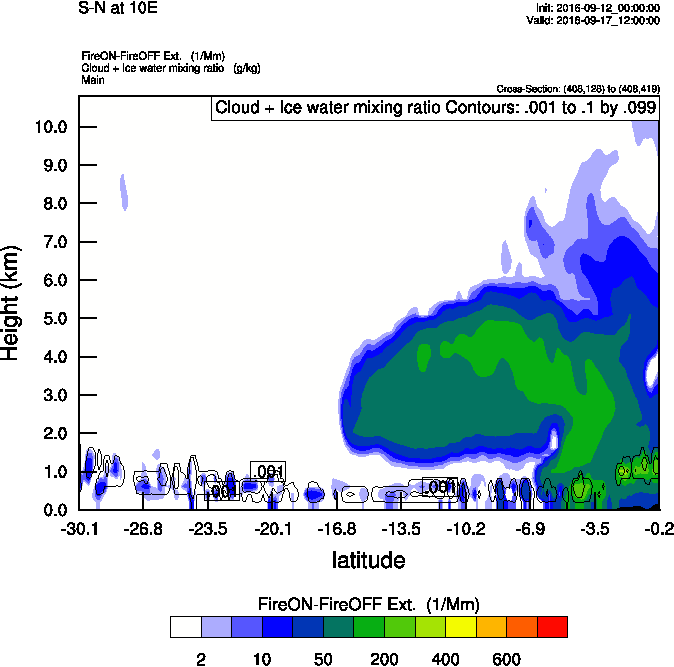 S-N at 10E
Init: 2016-09-12_00:00:00
Valid: 2016-09-17_12:00:00
FireON-FireOFF Ext. (1/Mm)
Cloud + Ice water mixing ratio (g/kg)
Main
Cross-Section: (408,128) to (408,419)
Cloud + Ice water mixing ratio Contours: .001 to .1 by .099
10.0
9.0
8.0
7.0
6.0
5.0
4.0
3.0
2.0
1.0
0.0
Height (km)
.001
.001
.001
-30.1 -26.8 -23.5 -20.1 -16.8 -13.5 -10.2 -6.9 -3.5 -0.2
latitude
FireON-FireOFF Ext. (1/Mm)
2 10 50 200 400 600